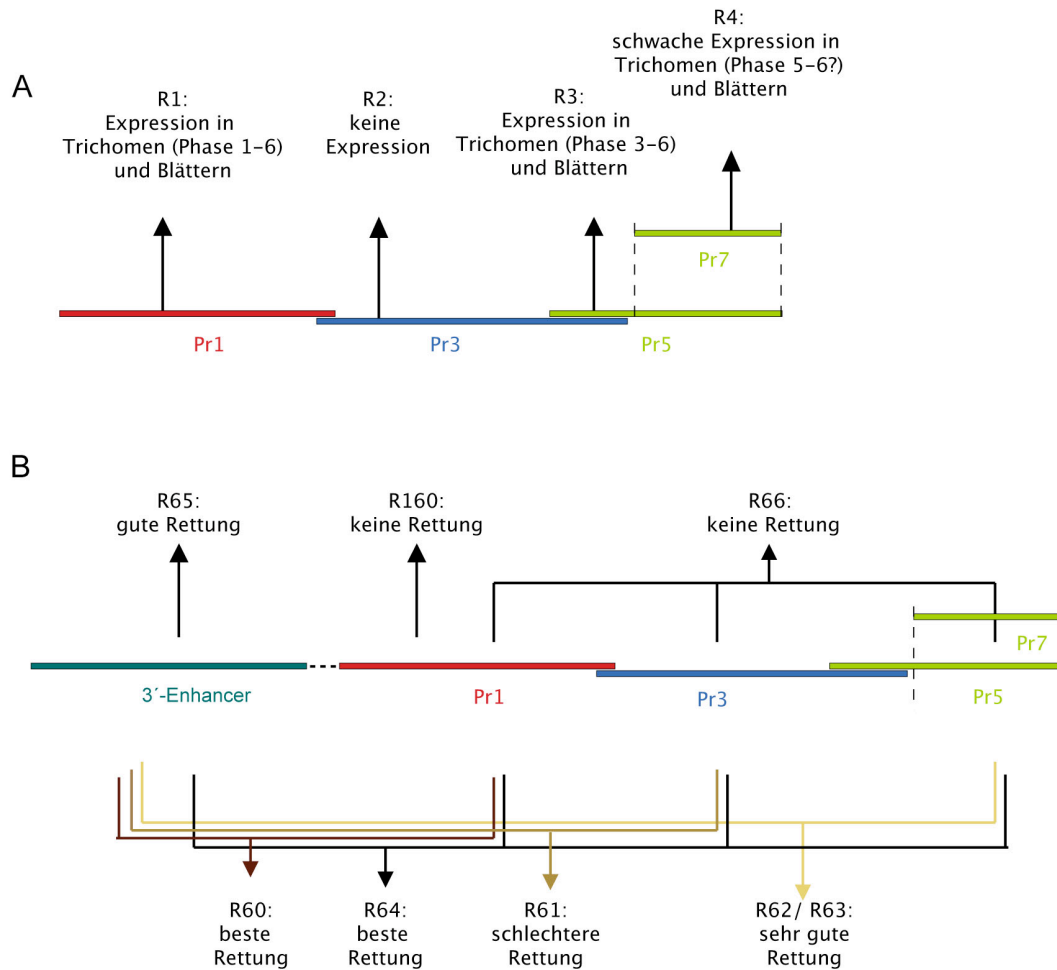 A
R1:
Expression in
Trichomen (Phase 1-6)
und Blättern
R2:
keine
Expression
R3:
Expression in
Trichomen (Phase 3-6)
und Blättern
R4:
schwache Expression in
Trichomen (Phase 5-6?)
und Blättern
Pr7
Pr1
Pr3
Pr5
B
R65:
gute Rettung
R160:
keine Rettung
R66:
keine Rettung
Pr7
3´-Enhancer
Pr1
Pr3
Pr5
R60:
beste
Rettung
R64:
beste
Rettung
R61:
schlechtere
Rettung
R62/ R63:
sehr gute
Rettung